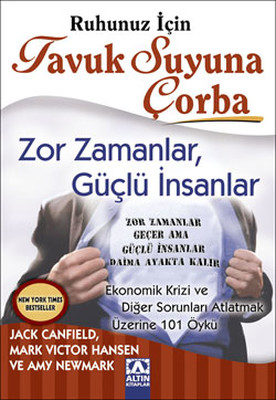 Ruhunuz İçin
Tavuk Suyuna
Çorba
Zor Zamanlar,
Güçlü İnsanlar
ZOR ZAMANLAR
GEÇER AMA
GÜÇLÜ İNSANLAR
DAİMA AYAKTA KALIR
Ekonomik Krizi ve
Diğer Sorunları Atlatmak
Üzerine 101 Öykü
NEW YORK TIMES
BESTSELLER
JACK CANFIELD,
MARK VICTOR HANSEN
VE AMY NEWMARK
ALTIN
KİTAPLAR